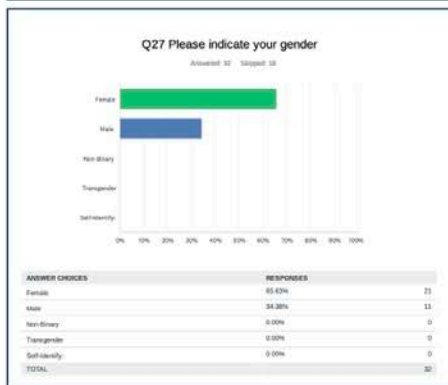 Q27 Please indicate your gender
Answered: 32 Skipped: 18
Female
Male
Non-Binary
Transgender
Self-Identify:
0% 10% 20% 30% 40% 50% 60% 70% 80% 90% 100%
ANSWER CHOICES RESPONSES
Female 65.63% 21
Male 34.38% 11
Non-Binary 0.00% 0
Transgender 0.00% 0
Self-Identify: 0.00% 0
TOTAL 32